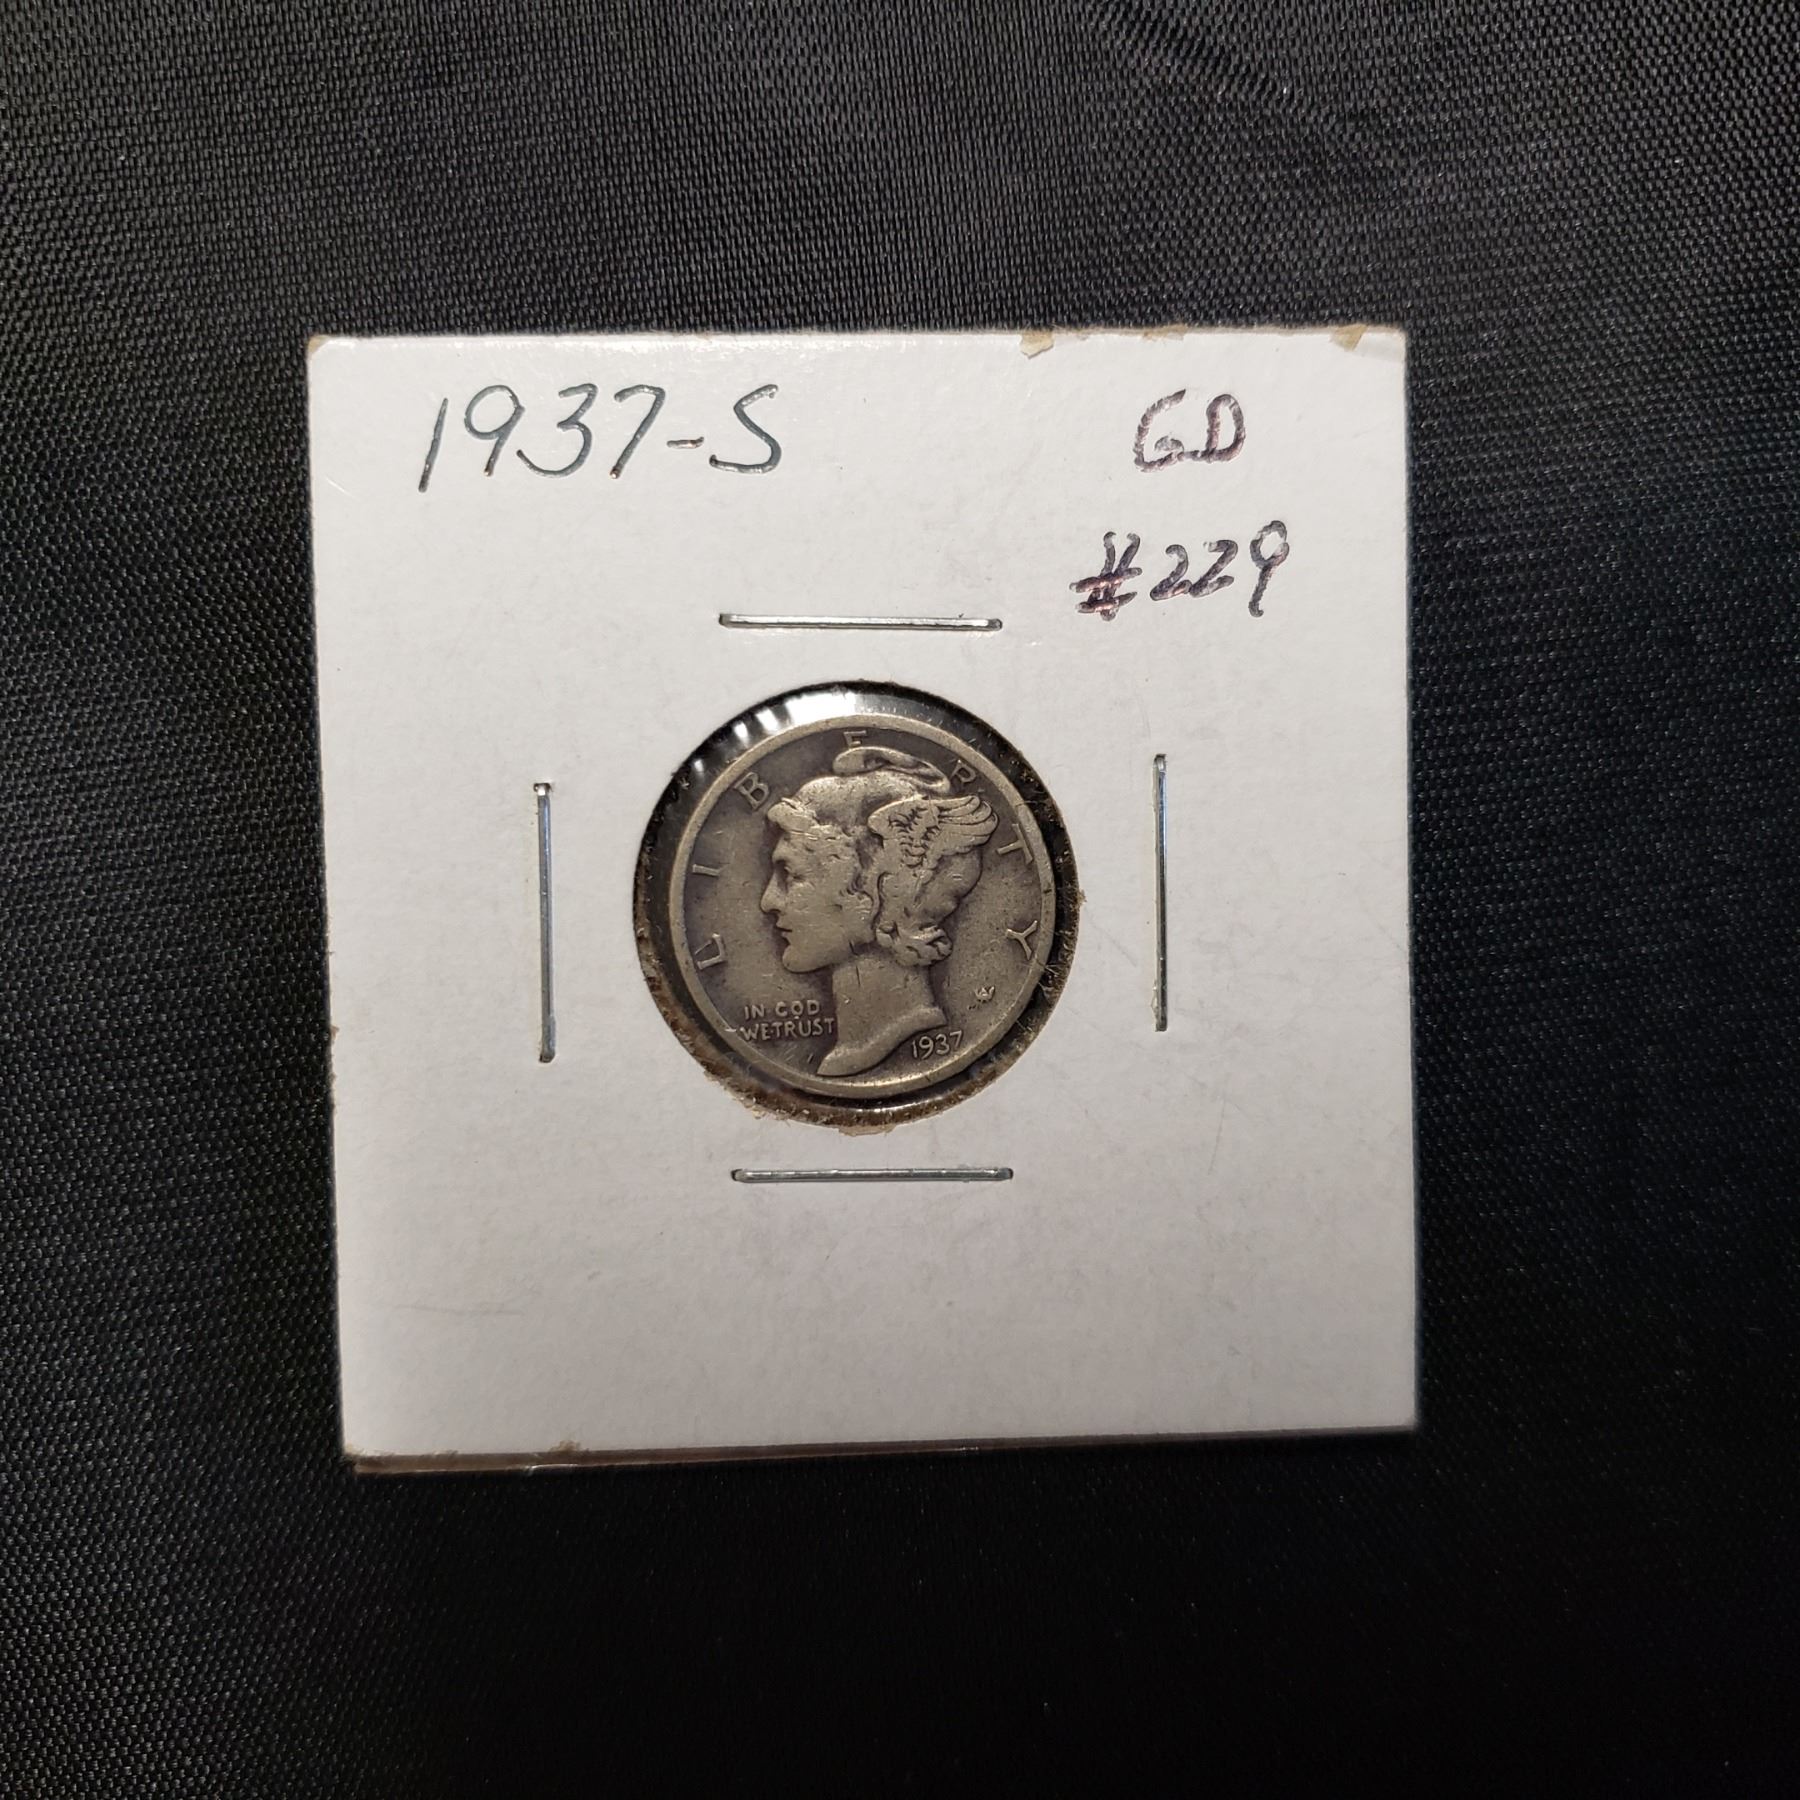 1937-S
GD
#229
LIBERTY
IN GOD
WE TRUST
1937